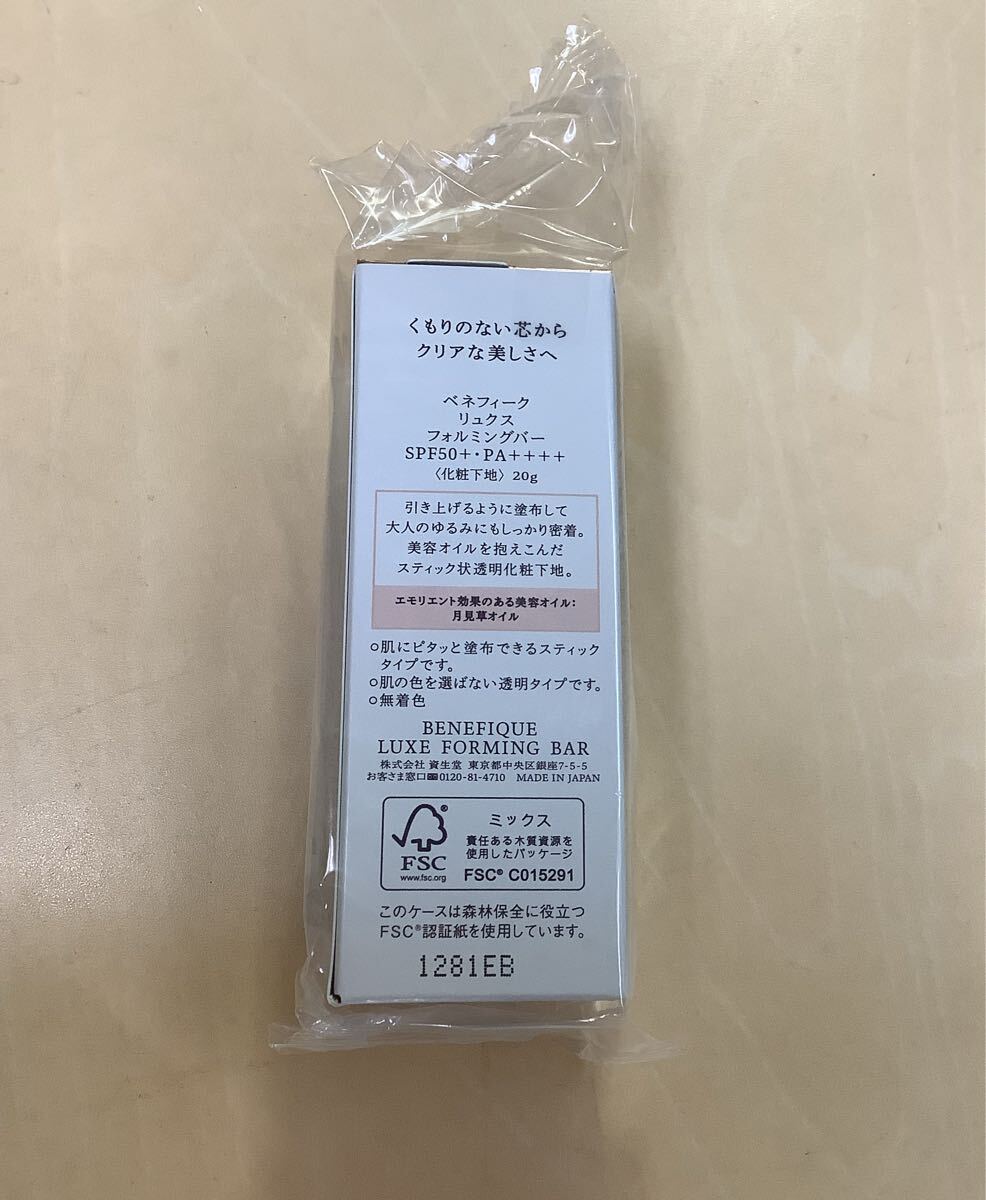 くもりのない芯から
クリアな美しさへ
ベネフィーク
リュクス
フォルミングバー
SPF50+・PA++++
〈化粧下地〉20g
引き上げるように塗布して
大人のゆるみにもしっかり密着。
美容オイルを抱えこんだ
スティック状透明化粧下地。
エモリエント効果のある美容オイル：
月見草オイル
○肌にピタッと塗布できるスティック
タイプです。
○肌の色を選ばない透明タイプです。
○無着色
BENEFIQUE
LUXE FORMING BAR
株式会社 資生堂 東京都中央区銀座7-5-5
お客さま窓口 0120-81-4710 MADE IN JAPAN
FSC
www.fsc.org
ミックス
責任ある木質資源を
使用したパッケージ
FSC® C015291
このケースは森林保全に役立つ
FSC®認証紙を使用しています。
1281EB